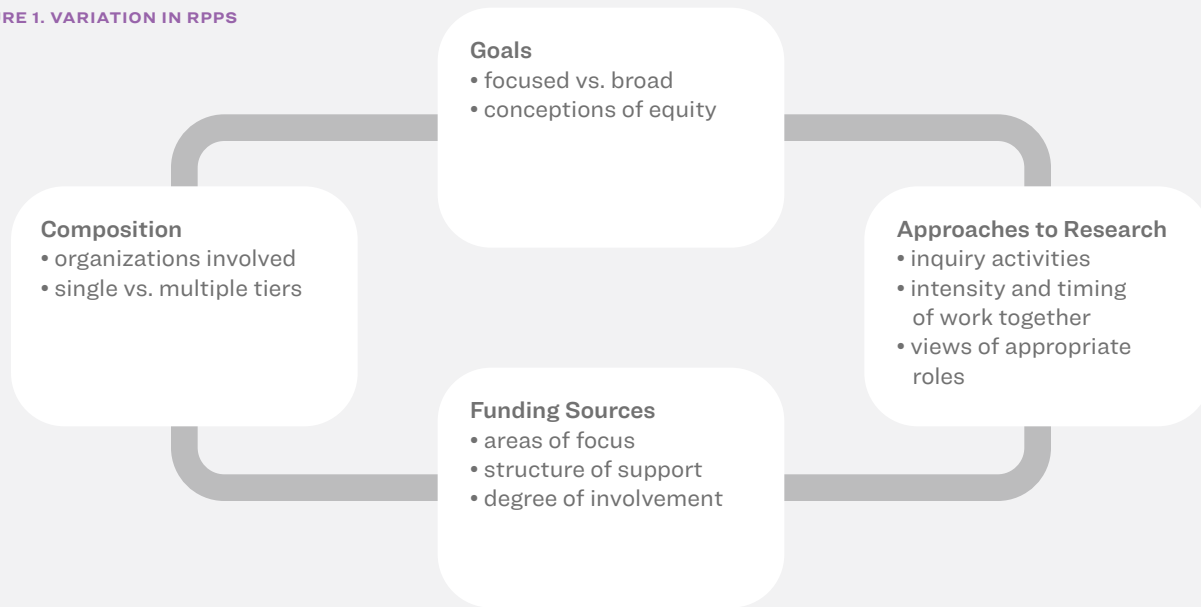 RE 1. VARIATION IN RPPS
Goals
• focused vs. broad
• conceptions of equity
Composition
• organizations involved
• single vs. multiple tiers
Approaches to Research
• inquiry activities
• intensity and timing
of work together
• views of appropriate
roles
Funding Sources
• areas of focus
• structure of support
• degree of involvement